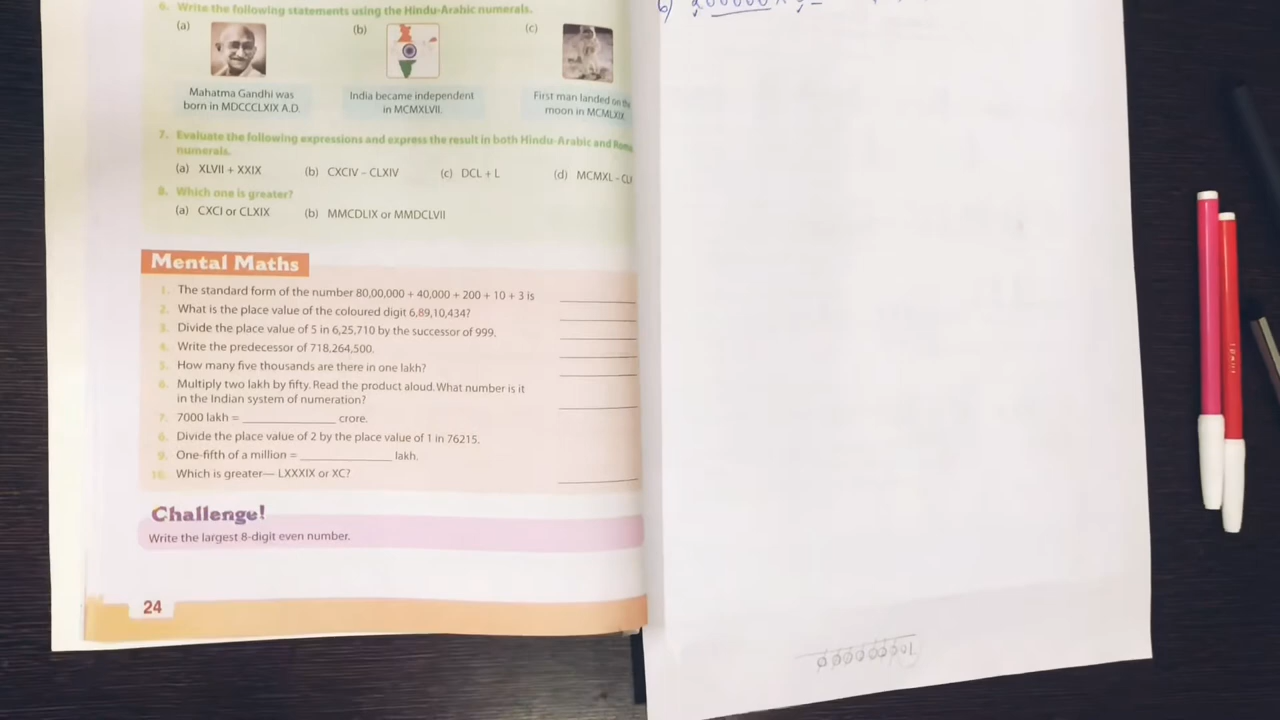 6. Write the following statements using the Hindu-Arabic numerals.
(a) (b) (c)
Mahatma Gandhi was
born in MDCCCLXIX A.D.
India became independent
in MCMXLVII.
First man landed on the
moon in MCMLXIX.
7. Evaluate the following expressions and express the result in both Hindu-Arabic and Roma
numerals.
(a) XLVII + XXIX (b) CXCIV – CLXIV (c) DCL + L (d) MCMXL – CL
8. Which one is greater?
(a) CXCI or CLXIX (b) MMCDLIX or MMDCLVII
Mental Maths
1. The standard form of the number 80,00,000 + 40,000 + 200 + 10 + 3 is
2. What is the place value of the coloured digit 6,89,10,434?
3. Divide the place value of 5 in 6,25,710 by the successor of 999.
4. Write the predecessor of 718,264,500.
5. How many five thousands are there in one lakh?
6. Multiply two lakh by fifty. Read the product aloud. What number is it
in the Indian system of numeration?
7. 7000 lakh = ______________ crore.
8. Divide the place value of 2 by the place value of 1 in 76215.
9. One-fifth of a million = ______________ lakh.
10. Which is greater— LXXXIX or XC?
Challenge!
Write the largest 8-digit even number.
24
6)